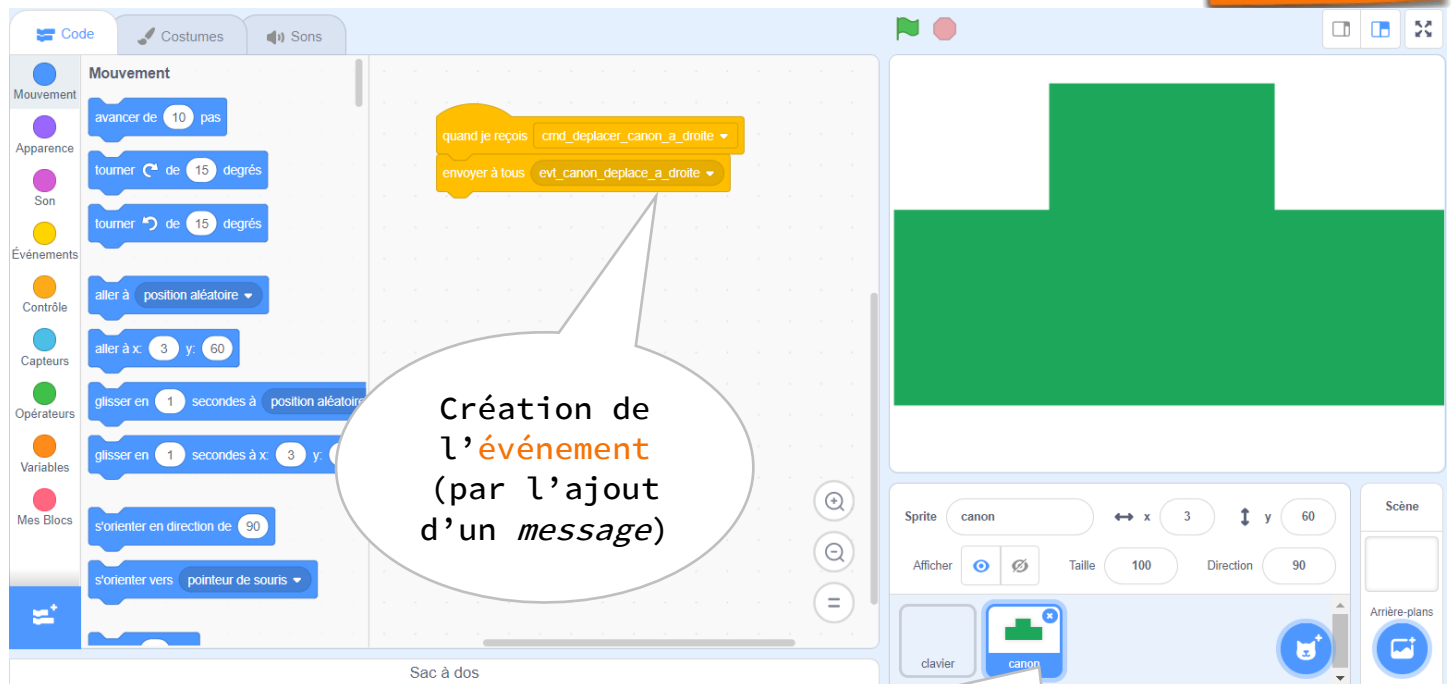 Code
Costumes
Sons
Mouvement
Apparence
Son
Événements
Contrôle
Capteurs
Opérateurs
Variables
Mes Blocs
Mouvement
avancer de 10 pas
tourner de 15 degrés
tourner de 15 degrés
aller à position aléatoire
aller à x: 3 y: 60
glisser en 1 secondes à position aléatoire
glisser en 1 secondes à x: 3 y:
s'orienter en direction de 90
s'orienter vers pointeur de souris
quand je reçois cmd_deplacer_canon_a_droite
envoyer à tous evt_canon_deplace_a_droite
Création de
l’événement
(par l’ajout
d’un message)
Sac à dos
Sprite canon x 3 y 60
Afficher Taille 100 Direction 90
clavier
canon
Scène
Arrière-plans